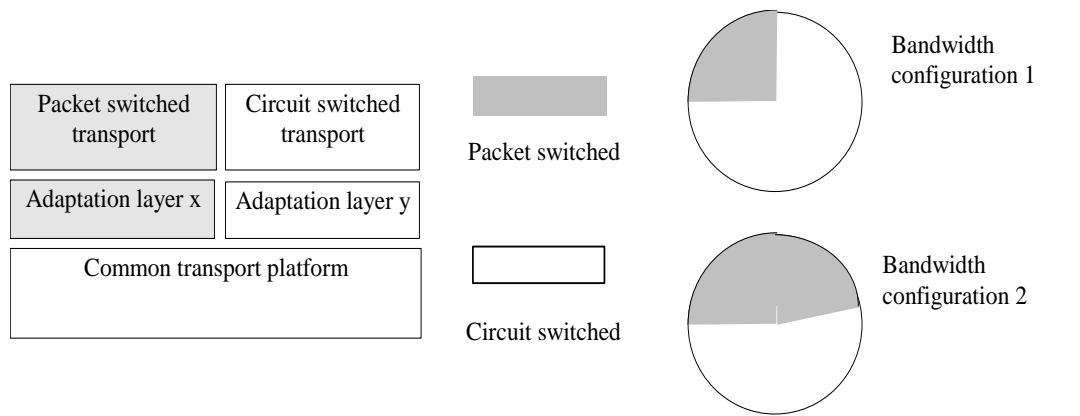 Packet switched
transport
Circuit switched
transport
Adaptation layer x
Adaptation layer y
Common transport platform
Packet switched
Circuit switched
Bandwidth
configuration 1
Bandwidth
configuration 2